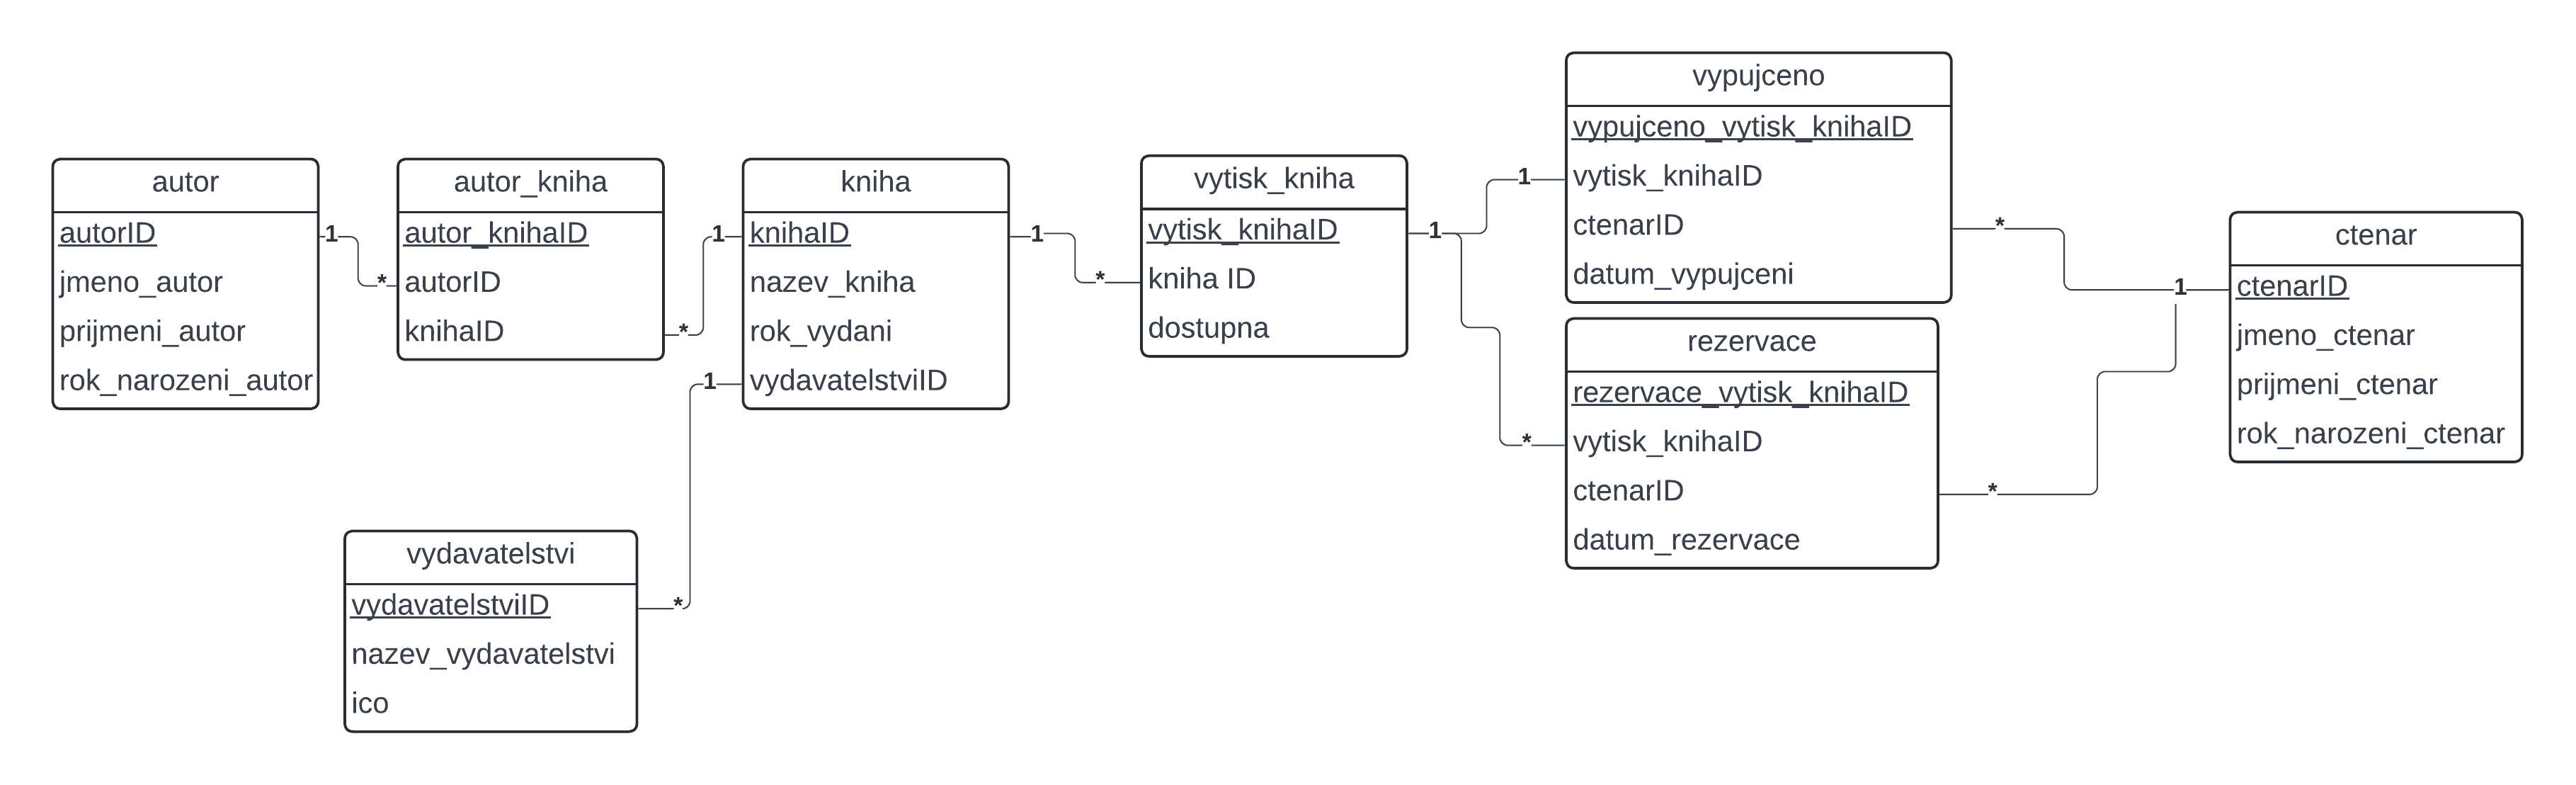 autor
autorID
jmeno_autor
prijmeni_autor
rok_narozeni_autor
1
*
autor_kniha
autor_knihaID
autorID
knihaID
*
1
kniha
knihaID
nazev_kniha
rok_vydani
vydavatelstviID
1
*
vydavatelstvi
vydavatelstviID
nazev_vydavatelstvi
ico
1
*
vytisk_kniha
vytisk_knihaID
kniha ID
dostupna
1
1
*
vypujceno
vypujceno_vytisk_knihaID
vytisk_knihaID
ctenarID
datum_vypujceni
*
rezervace
rezervace_vytisk_knihaID
vytisk_knihaID
ctenarID
datum_rezervace
*
1
ctenar
ctenarID
jmeno_ctenar
prijmeni_ctenar
rok_narozeni_ctenar